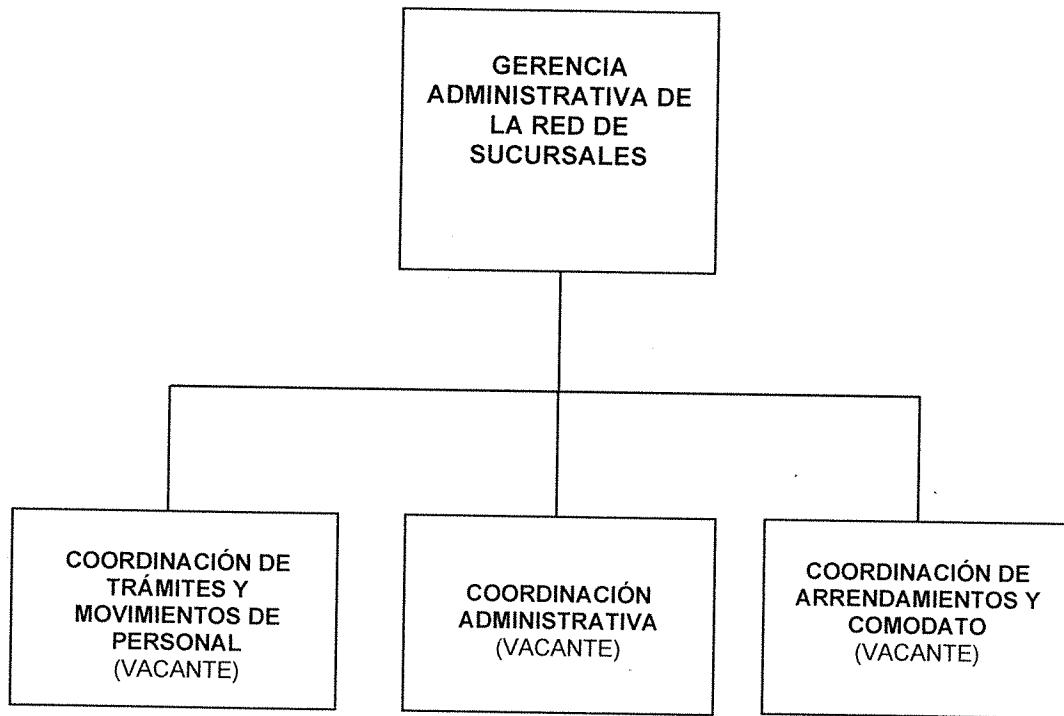 GERENCIA
ADMINISTRATIVA DE
LA RED DE
SUCURSALES
COORDINACIÓN DE
TRÁMITES Y
MOVIMIENTOS DE
PERSONAL
(VACANTE)
COORDINACIÓN
ADMINISTRATIVA
(VACANTE)
COORDINACIÓN DE
ARRENDAMIENTOS Y
COMODATO
(VACANTE)